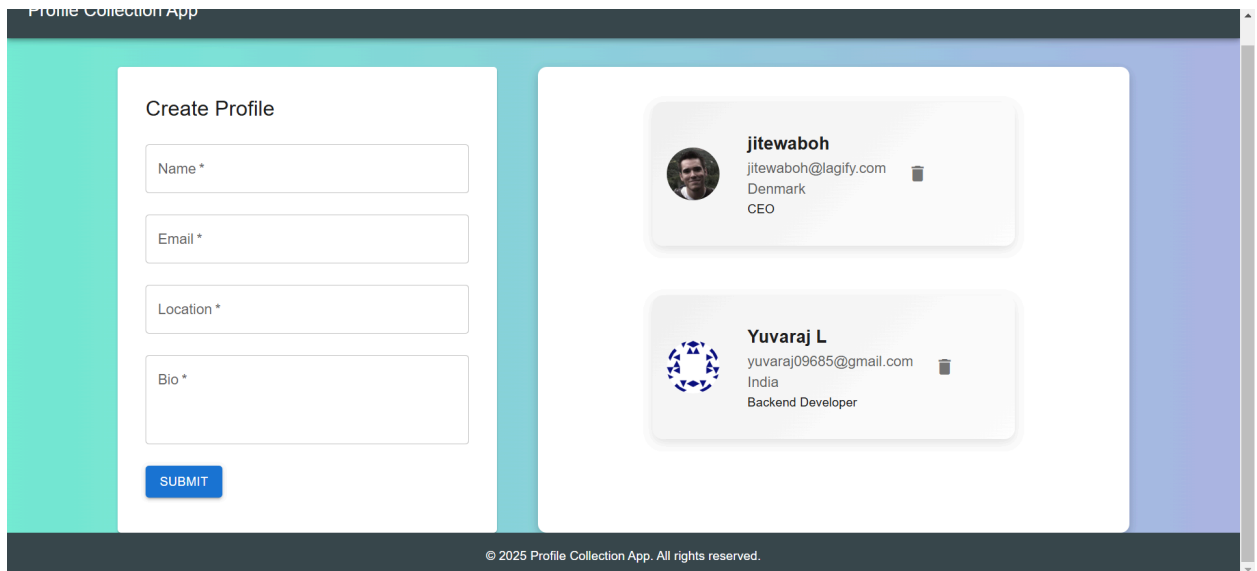 Profile Collection App
Create Profile
Name *
Email *
Location *
Bio *
SUBMIT
jitewaboh
jitewaboh@lagify.com
Denmark
CEO
Yuvaraj L
yuvaraj09685@gmail.com
India
Backend Developer
© 2025 Profile Collection App. All rights reserved.